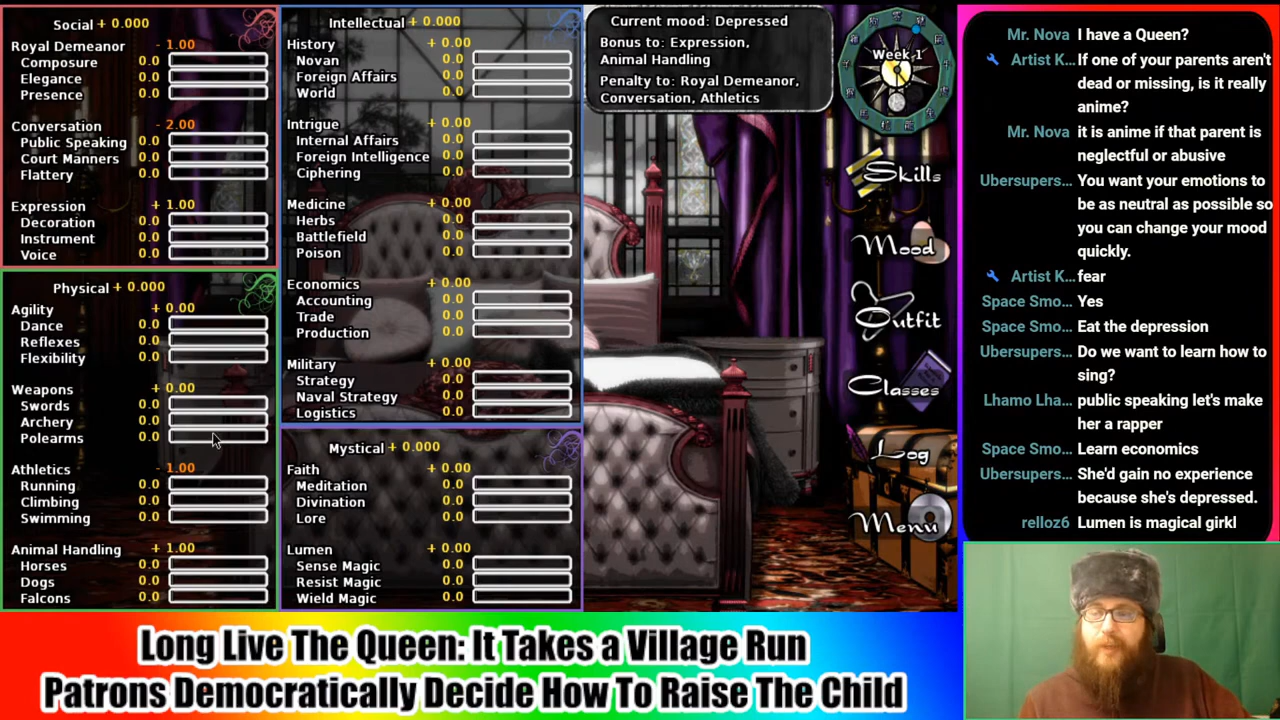 Social + 0.000
Royal Demeanor - 1.00
Composure 0.0
Elegance 0.0
Presence 0.0
Conversation - 2.00
Public Speaking 0.0
Court Manners 0.0
Flattery 0.0
Expression + 1.00
Decoration 0.0
Instrument 0.0
Voice 0.0
Physical + 0.000
Agility + 0.00
Dance 0.0
Reflexes 0.0
Flexibility 0.0
Weapons + 0.00
Swords 0.0
Archery 0.0
Polearms 0.0
Athletics - 1.00
Running 0.0
Climbing 0.0
Swimming 0.0
Animal Handling + 1.00
Horses 0.0
Dogs 0.0
Falcons 0.0
Intellectual + 0.000
History + 0.00
Novan 0.0
Foreign Affairs 0.0
World 0.0
Intrigue + 0.00
Internal Affairs 0.0
Foreign Intelligence 0.0
Ciphering 0.0
Medicine + 0.00
Herbs 0.0
Battlefield 0.0
Poison 0.0
Economics + 0.00
Accounting 0.0
Trade 0.0
Production 0.0
Military + 0.00
Strategy 0.0
Naval Strategy 0.0
Logistics 0.0
Mystical + 0.000
Faith + 0.00
Meditation 0.0
Divination 0.0
Lore 0.0
Lumen + 0.00
Sense Magic 0.0
Resist Magic 0.0
Wield Magic 0.0
Current mood: Depressed
Bonus to: Expression,
Animal Handling
Penalty to: Royal Demeanor,
Conversation, Athletics
Week 1
Skills
Mood
Outfit
Classes
Log
Menu
Mr. Nova I have a Queen?
Artist K... If one of your parents aren't
dead or missing, is it really
anime?
Mr. Nova it is anime if that parent is
neglectful or abusive
Ubersupers... You want your emotions to
be as neutral as possible so
you can change your mood
quickly.
Artist K... fear
Space Smo... Yes
Space Smo... Eat the depression
Ubersupers... Do we want to learn how to
sing?
Lhamo Lha... public speaking let's make
her a rapper
Space Smo... Learn economics
Ubersupers... She'd gain no experience
because she's depressed.
relloz6 Lumen is magical girkl
Long Live The Queen: It Takes a Village Run
Patrons Democratically Decide How To Raise The Child